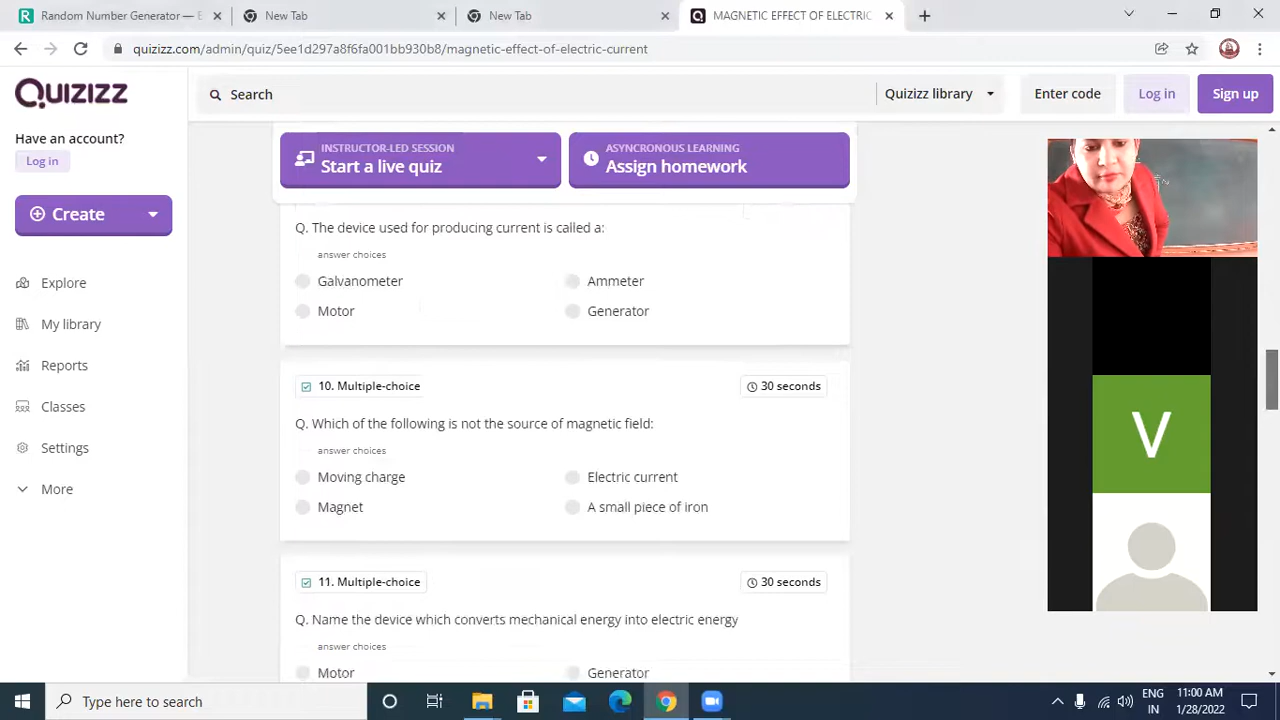 Random Number Generator — E
New Tab
New Tab
MAGNETIC EFFECT OF ELECTRIC
quizizz.com/admin/quiz/5ee1d297a8f6fa001bb930b8/magnetic-effect-of-electric-current
QUIZIZZ
Search
Quizizz library
Enter code
Log in
Sign up
Have an account?
Log in
Create
Explore
My library
Reports
Classes
Settings
More
INSTRUCTOR-LED SESSION
Start a live quiz
ASYNCRONOUS LEARNING
Assign homework
Q. The device used for producing current is called a:
answer choices
Galvanometer
Ammeter
Motor
Generator
10. Multiple-choice
30 seconds
Q. Which of the following is not the source of magnetic field:
answer choices
Moving charge
Electric current
Magnet
A small piece of iron
11. Multiple-choice
30 seconds
Q. Name the device which converts mechanical energy into electric energy
answer choices
Motor
Generator
V
Type here to search
ENG
IN
11:00 AM
1/28/2022